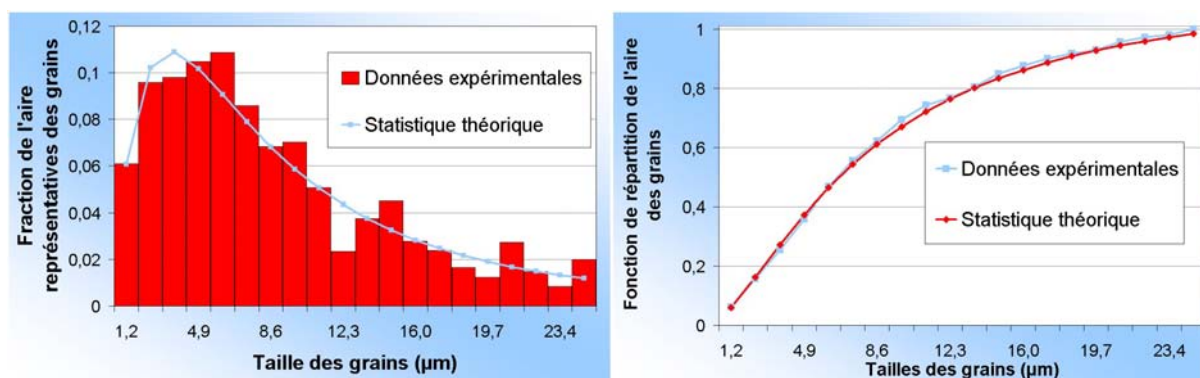 Fraction de l'aire
représentatives des grains
0,12
0,1
0,08
0,06
0,04
0,02
0
Données expérimentales
Statistique théorique
1,2 4,9 8,6 12,3 16,0 19,7 23,4
Taille des grains (µm)
Fonction de répartition de l'aire
des grains
1
0,8
0,6
0,4
0,2
0
Données expérimentales
Statistique théorique
1,2 4,9 8,6 12,3 16,0 19,7 23,4
Tailles des grains (µm)